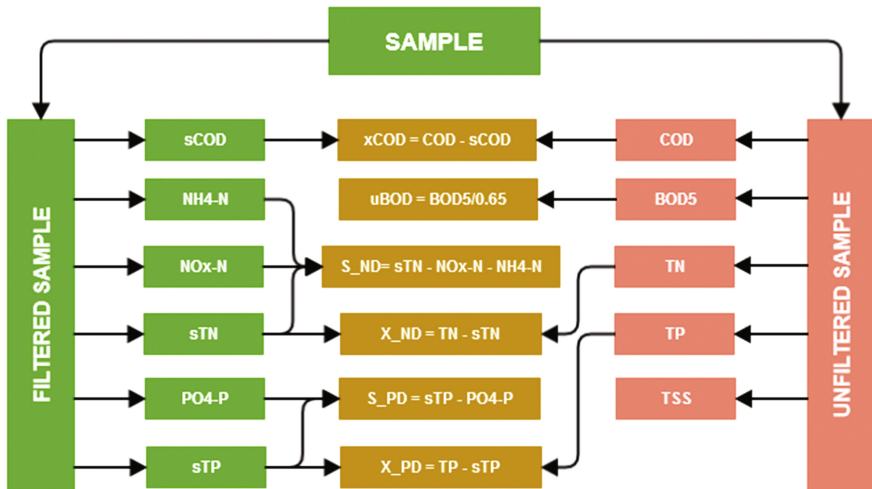 SAMPLE
FILTERED SAMPLE
sCOD
xCOD = COD - sCOD
COD
UNFILTERED SAMPLE
NH4-N
uBOD = BOD5/0.65
BOD5
NOx-N
S_ND= sTN - NOx-N - NH4-N
TN
sTN
X_ND = TN - sTN
TP
PO4-P
S_PD = sTP - PO4-P
TSS
sTP
X_PD = TP - sTP